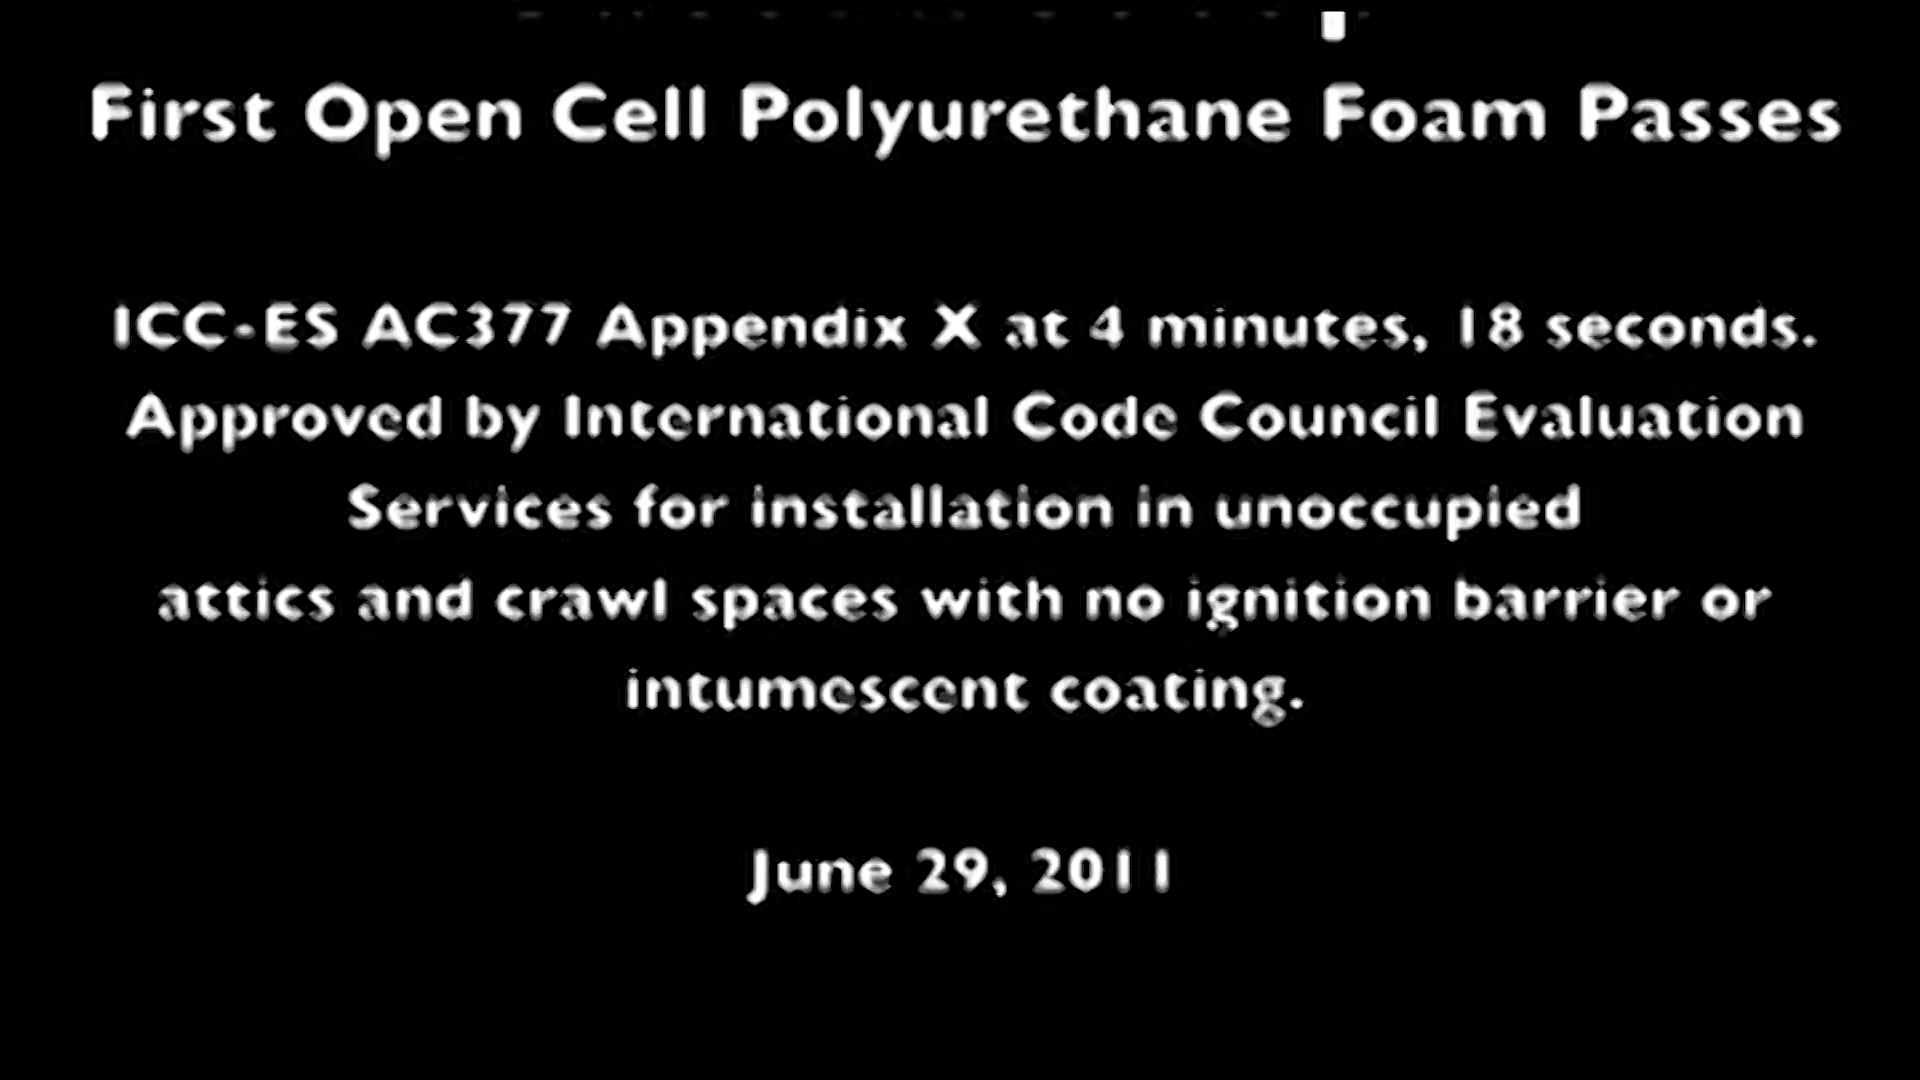 First Open Cell Polyurethane Foam Passes
ICC-ES AC377 Appendix X at 4 minutes, 18 seconds.
Approved by International Code Council Evaluation
Services for installation in unoccupied
attics and crawl spaces with no ignition barrier or
intumescent coating.
June 29, 2011